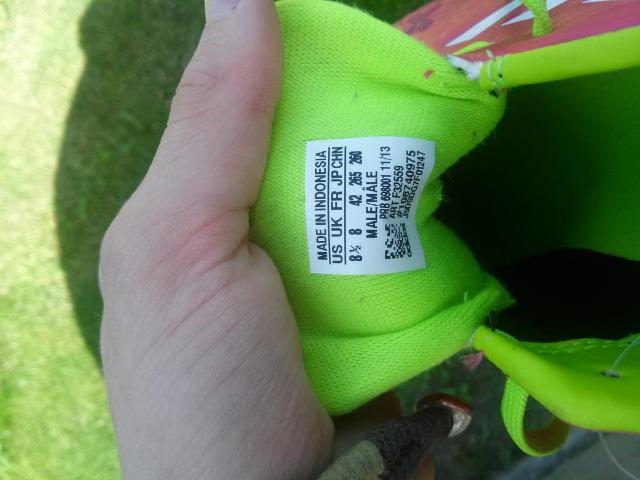 MADE IN INDONESIA
US UK FR JP CHN
8½ 8 42 265 260
MALE/MÂLE
PRB 698001 11/13
ART F32559
#198740975